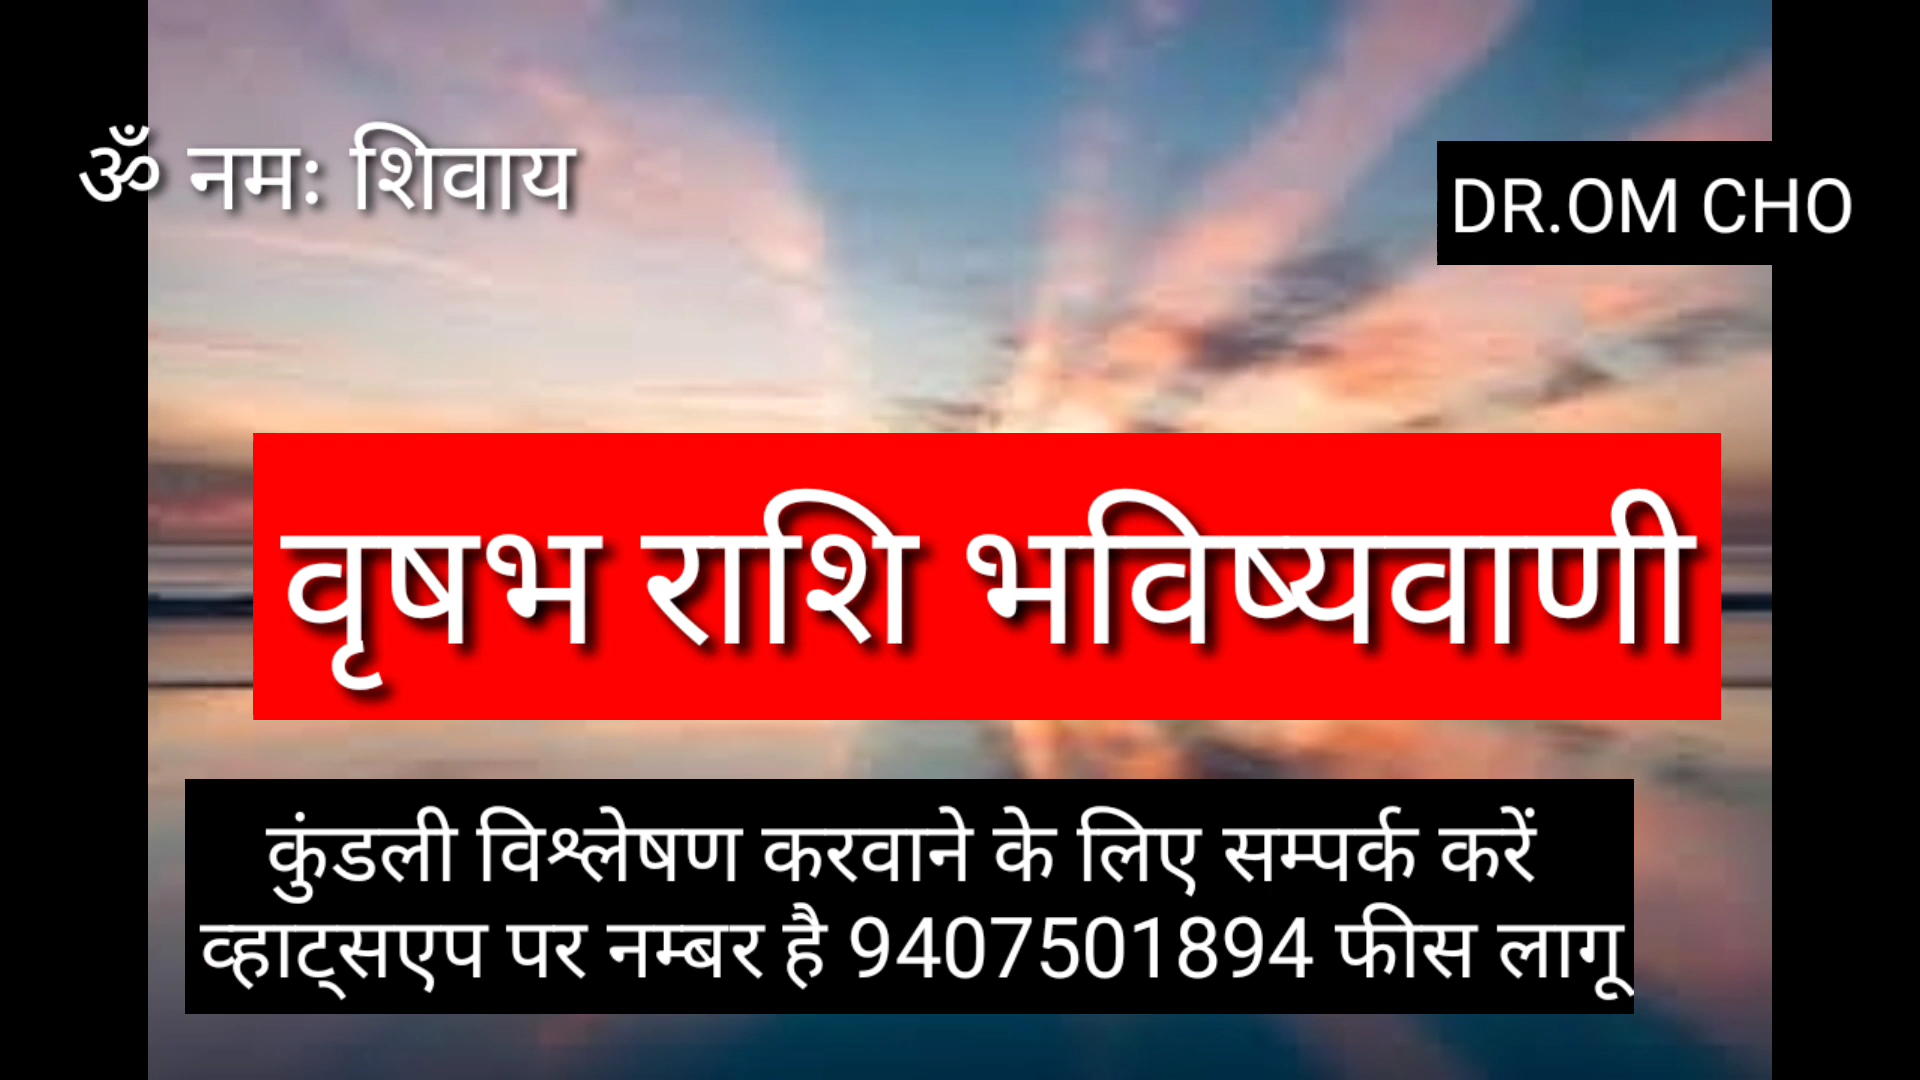 ॐ नमः शिवाय
DR.OM CHO
वृषभ राशि भविष्यवाणी
कुंडली विश्लेषण करवाने के लिए सम्पर्क करें
व्हाट्सएप पर नम्बर है 9407501894 फीस लागू